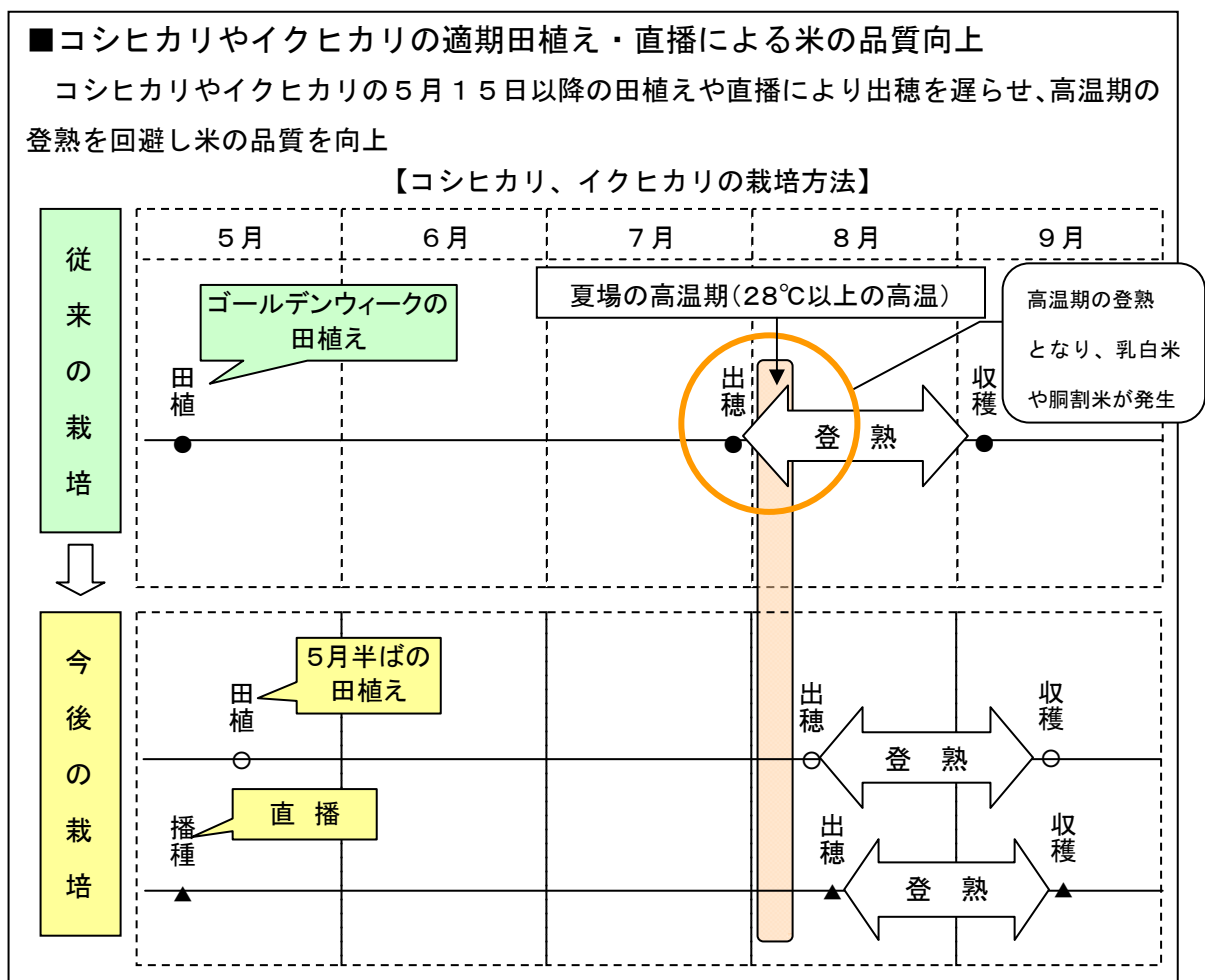 ■コシヒカリやイクヒカリの適期田植え・直播による米の品質向上
コシヒカリやイクヒカリの５月１５日以降の田植えや直播により出穂を遅らせ、高温期の
登熟を回避し米の品質を向上
【コシヒカリ、イクヒカリの栽培方法】
従来の栽培
５月
６月
７月
８月
９月
ゴールデンウィークの
田植え
夏場の高温期（28℃以上の高温）
高温期の登熟
となり、乳白米
や胴割米が発生
田植
出穂
登 熟
収穫
今後の栽培
５月半ばの
田植え
田植
出穂
登 熟
収穫
直 播
播種
出穂
登 熟
収穫